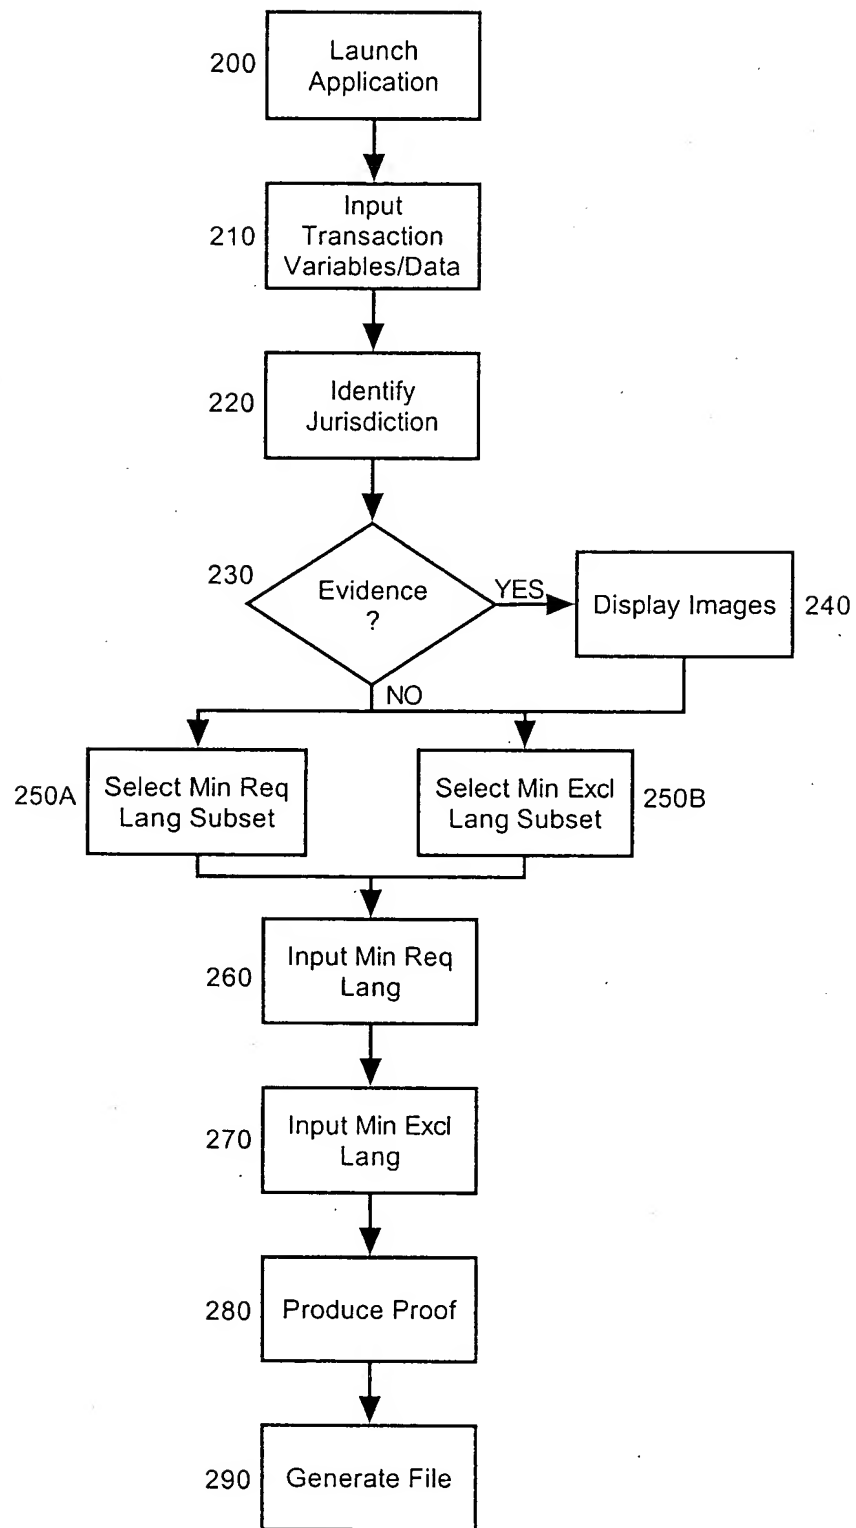 200
Launch
Application
210
Input
Transaction
Variables/Data
220
Identify
Jurisdiction
230
Evidence
?
YES
Display Images
240
NO
250A
Select Min Req
Lang Subset
Select Min Excl
Lang Subset
250B
260
Input Min Req
Lang
270
Input Min Excl
Lang
280
Produce Proof
290
Generate File